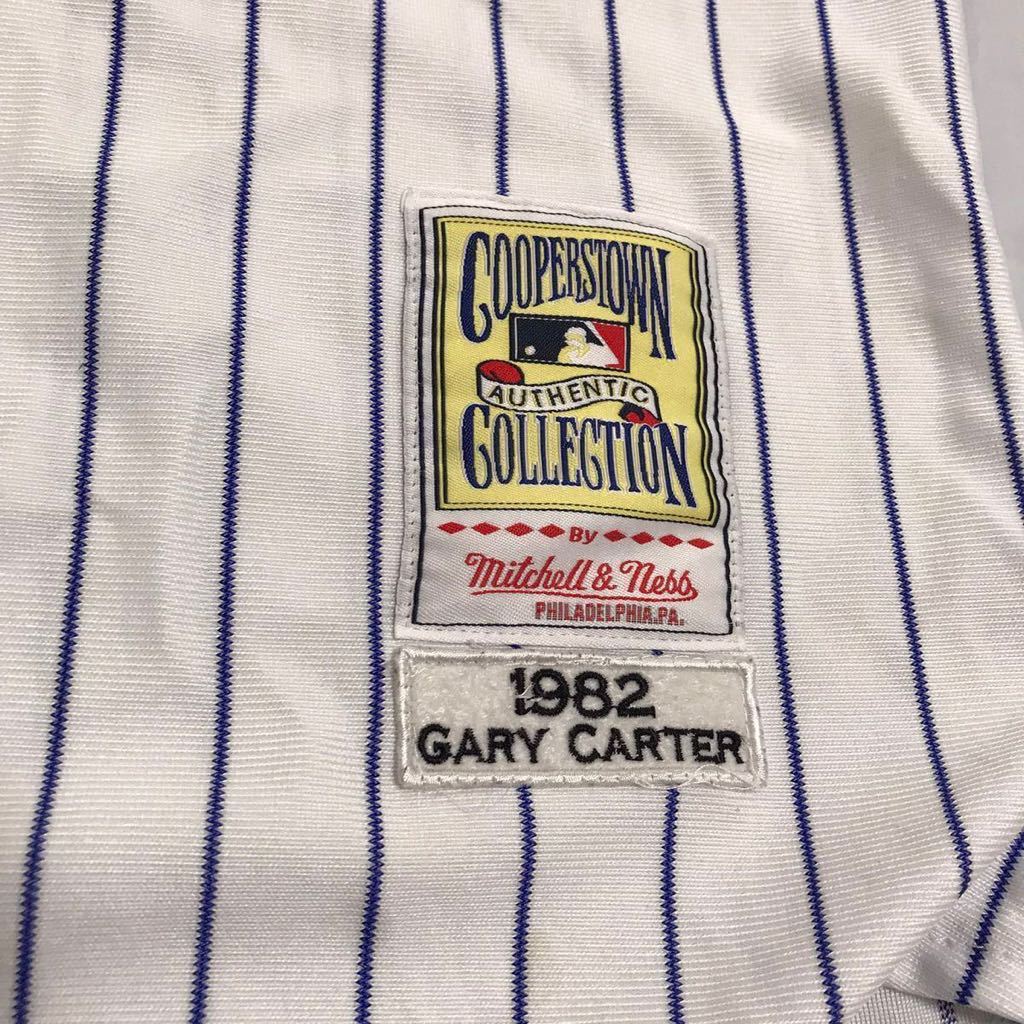 COOPERSTOWN
AUTHENTIC
COLLECTION
BY
Mitchell & Ness
PHILADELPHIA.PA.
1982
GARY CARTER